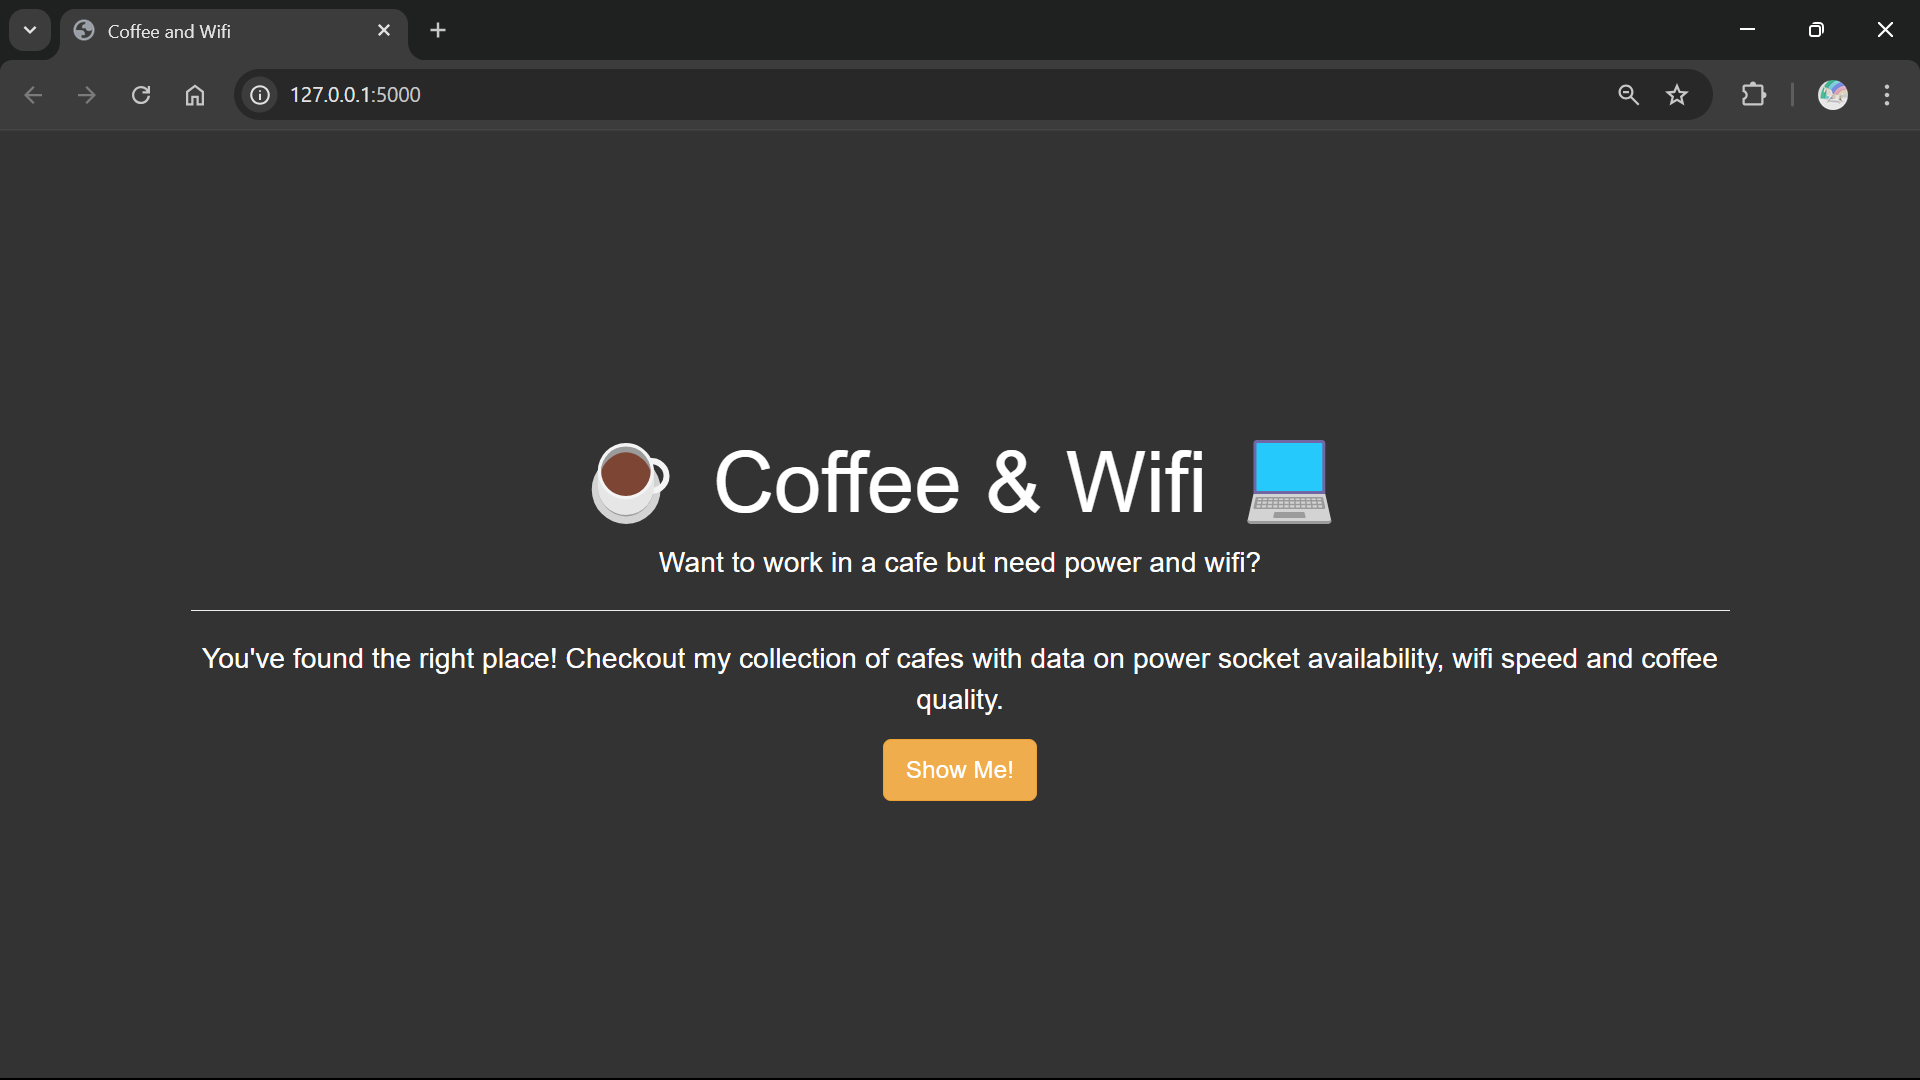 Coffee and Wifi
127.0.0.1:5000
Coffee & Wifi
Want to work in a cafe but need power and wifi?
You've found the right place! Checkout my collection of cafes with data on power socket availability, wifi speed and coffee
quality.
Show Me!